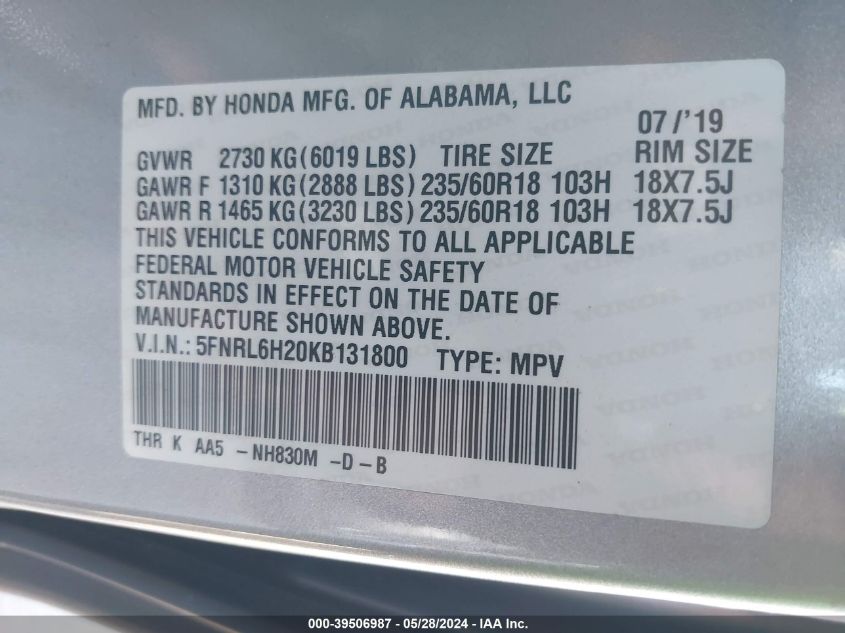 MFD. BY HONDA MFG. OF ALABAMA, LLC
07/'19
GVWR 2730 KG(6019 LBS) TIRE SIZE RIM SIZE
GAWR F 1310 KG(2888 LBS) 235/60R18 103H 18X7.5J
GAWR R 1465 KG(3230 LBS) 235/60R18 103H 18X7.5J
THIS VEHICLE CONFORMS TO ALL APPLICABLE
FEDERAL MOTOR VEHICLE SAFETY
STANDARDS IN EFFECT ON THE DATE OF
MANUFACTURE SHOWN ABOVE.
V.I.N.: 5FNRL6H20KB131800 TYPE: MPV
THR K AA5 -NH830M -D-B
000-39506987 - 05/28/2024 - IAA Inc.